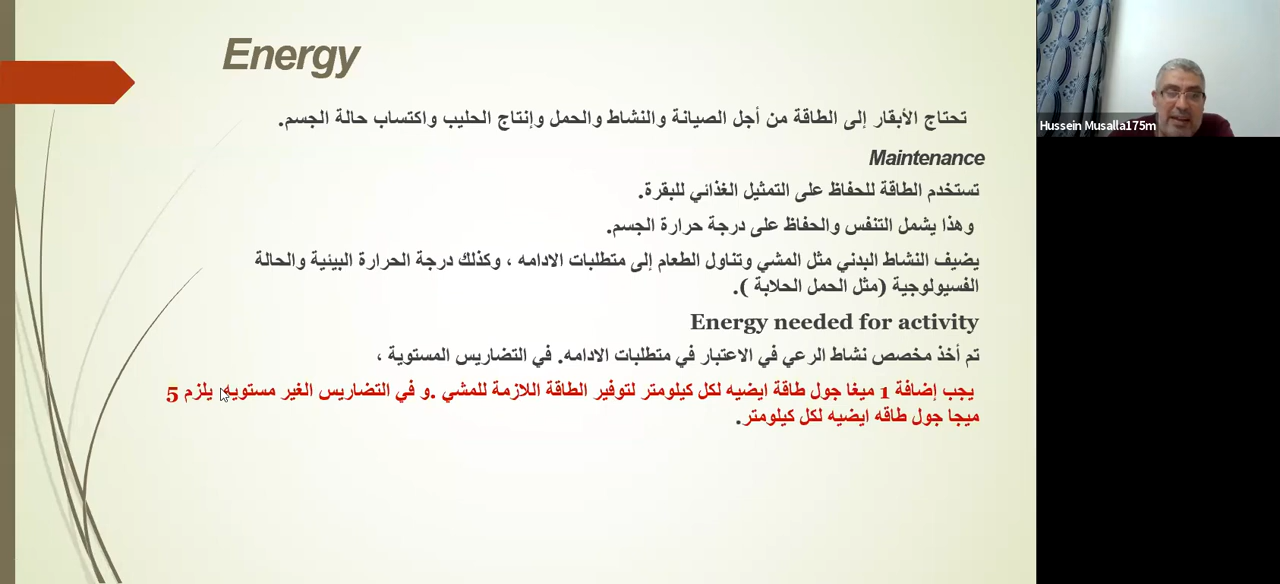 Energy
تحتاج الأبقار إلى الطاقة من أجل الصيانة والنشاط والحمل وإنتاج الحليب واكتساب حالة الجسم.
Maintenance
تستخدم الطاقة للحفاظ على التمثيل الغذائي للبقرة.
وهذا يشمل التنفس والحفاظ على درجة حرارة الجسم.
يضيف النشاط البدني مثل المشي وتناول الطعام إلى متطلبات الادامه ، وكذلك درجة الحرارة البيئية والحالة
الفسيولوجية (مثل الحمل الحلابة ).
Energy needed for activity
تم أخذ مخصص نشاط الرعي في الاعتبار في متطلبات الادامه. في التضاريس المستوية ،
يجب إضافة 1 ميغا جول طاقة ايضيه لكل كيلومتر لتوفير الطاقة اللازمة للمشي .و في التضاريس الغير مستويه يلزم 5
ميجا جول طاقه ايضيه لكل كيلومتر.
Hussein Musalla175m